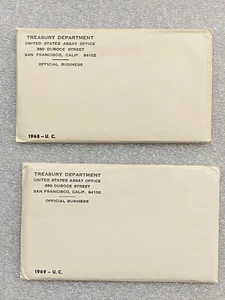 TREASURY DEPARTMENT
UNITED STATES ASSAY OFFICE
350 DUBOCE STREET
SAN FRANCISCO, CALIF. 94102
OFFICIAL BUSINESS
1968 – U. C.
TREASURY DEPARTMENT
UNITED STATES ASSAY OFFICE
350 DUBOCE STREET
SAN FRANCISCO, CALIF. 94102
OFFICIAL BUSINESS
1969 – U. C.